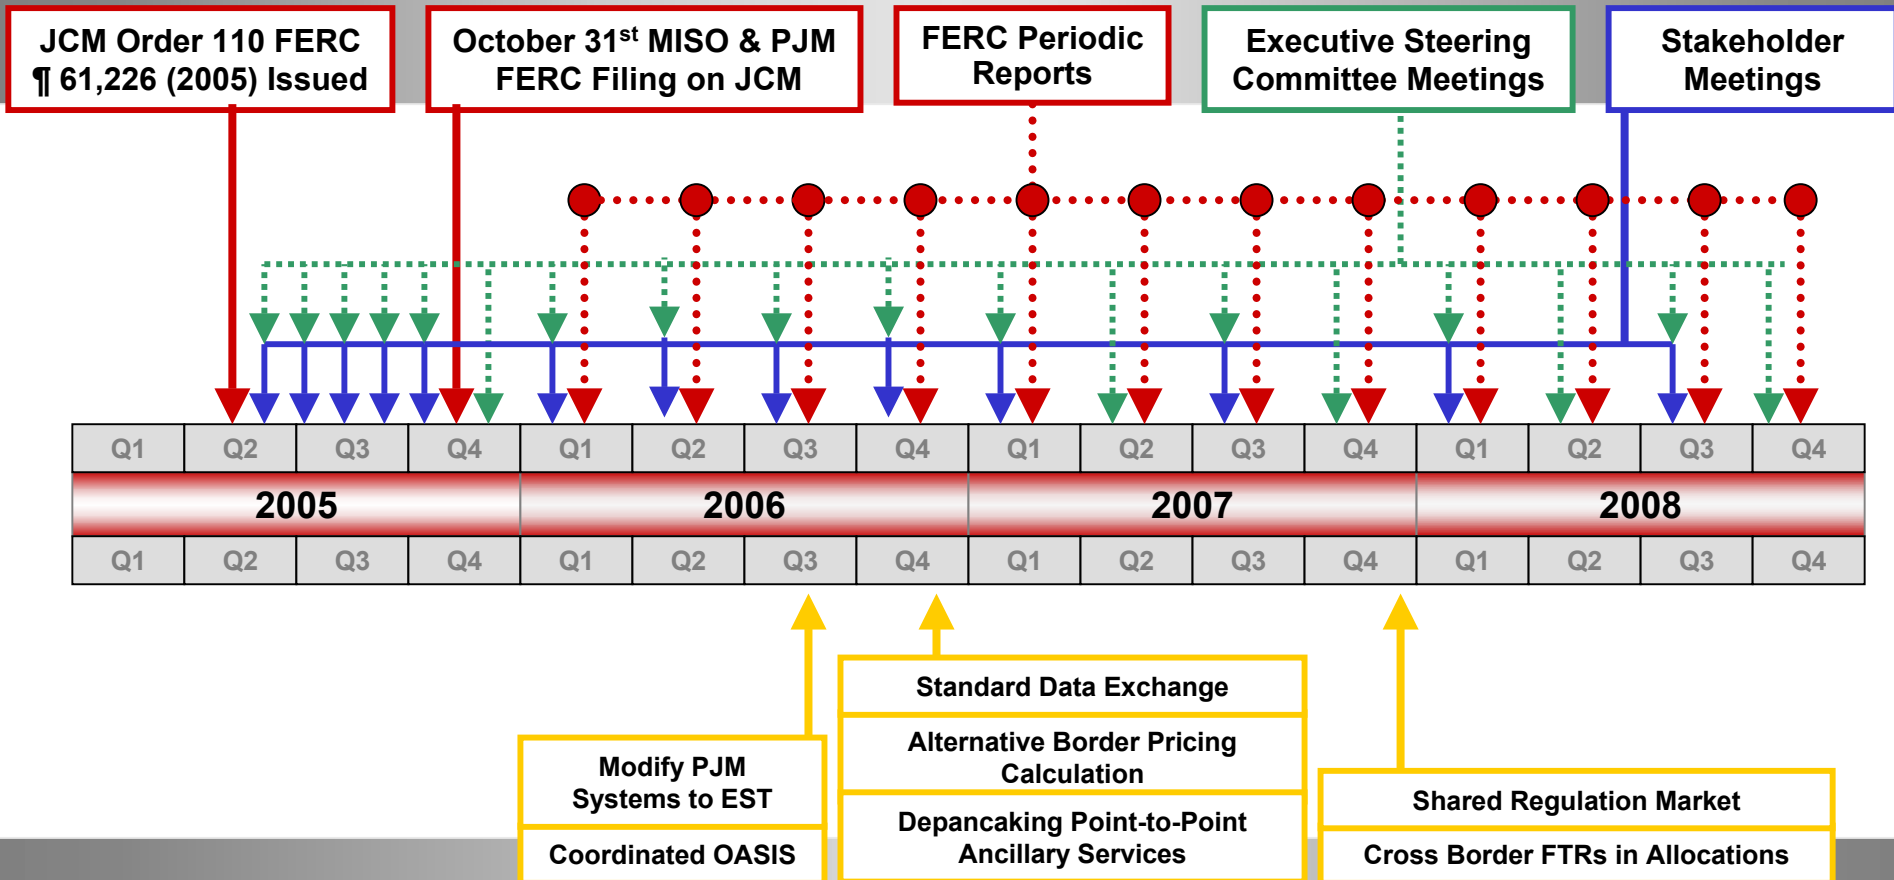 JCM Order 110 FERC
¶ 61,226 (2005) Issued
October 31st MISO & PJM
FERC Filing on JCM
FERC Periodic
Reports
Executive Steering
Committee Meetings
Stakeholder
Meetings
Q1 Q2 Q3 Q4 Q1 Q2 Q3 Q4 Q1 Q2 Q3 Q4 Q1 Q2 Q3 Q4
2005 2006 2007 2008
Q1 Q2 Q3 Q4 Q1 Q2 Q3 Q4 Q1 Q2 Q3 Q4 Q1 Q2 Q3 Q4
Modify PJM
Systems to EST
Coordinated OASIS
Standard Data Exchange
Alternative Border Pricing
Calculation
Depancaking Point-to-Point
Ancillary Services
Shared Regulation Market
Cross Border FTRs in Allocations